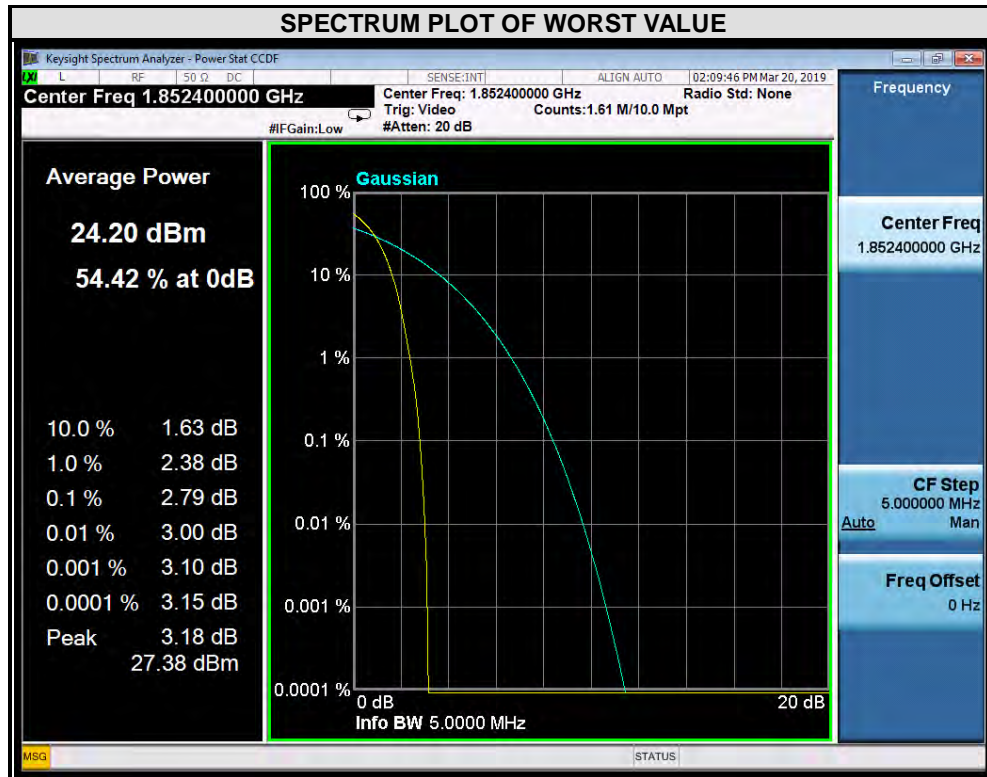 SPECTRUM PLOT OF WORST VALUE
Keysight Spectrum Analyzer - Power Stat CCDF
LXI L RF 50 Ω DC SENSE:INT ALIGN AUTO 02:09:46 PM Mar 20, 2019
Center Freq 1.852400000 GHz
Center Freq: 1.852400000 GHz Radio Std: None
Trig: Video Counts:1.61 M/10.0 Mpt
#IFGain:Low #Atten: 20 dB
Average Power
24.20 dBm
54.42 % at 0dB
10.0 % 1.63 dB
1.0 % 2.38 dB
0.1 % 2.79 dB
0.01 % 3.00 dB
0.001 % 3.10 dB
0.0001 % 3.15 dB
Peak 3.18 dB
27.38 dBm
Gaussian
100 %
10 %
1 %
0.1 %
0.01 %
0.001 %
0.0001 %
0 dB 20 dB
Info BW 5.0000 MHz
Frequency
Center Freq
1.852400000 GHz
CF Step
5.000000 MHz
Auto Man
Freq Offset
0 Hz
MSG STATUS